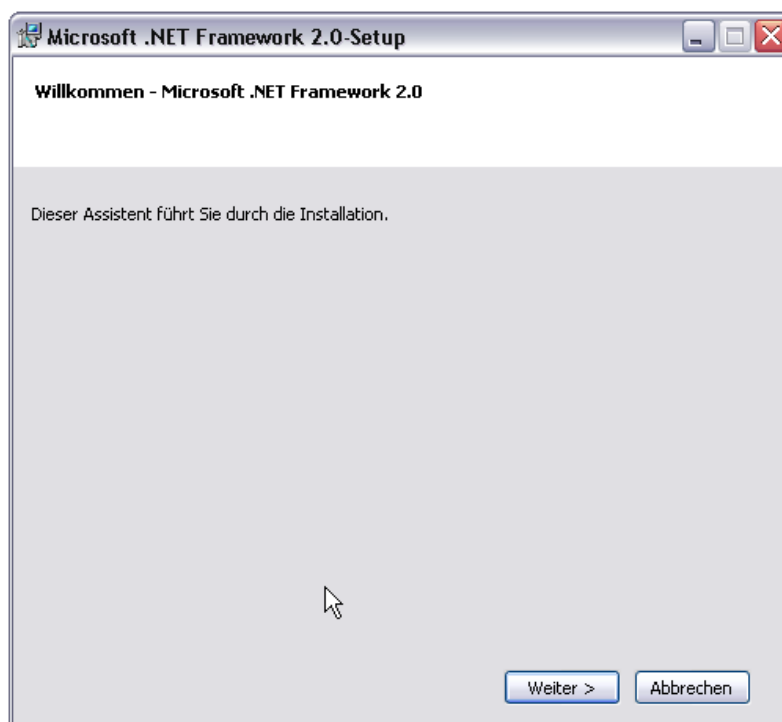 Microsoft .NET Framework 2.0-Setup
Willkommen - Microsoft .NET Framework 2.0
Dieser Assistent führt Sie durch die Installation.
Weiter > Abbrechen